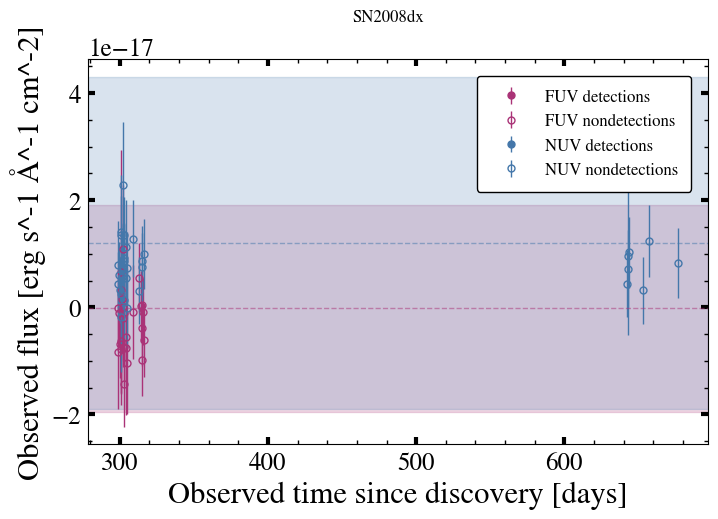 SN2008dx
1e−17
Observed flux [erg s^-1 Å^-1 cm^-2]
4
2
0
−2
FUV detections
FUV nondetections
NUV detections
NUV nondetections
300
400
500
600
Observed time since discovery [days]